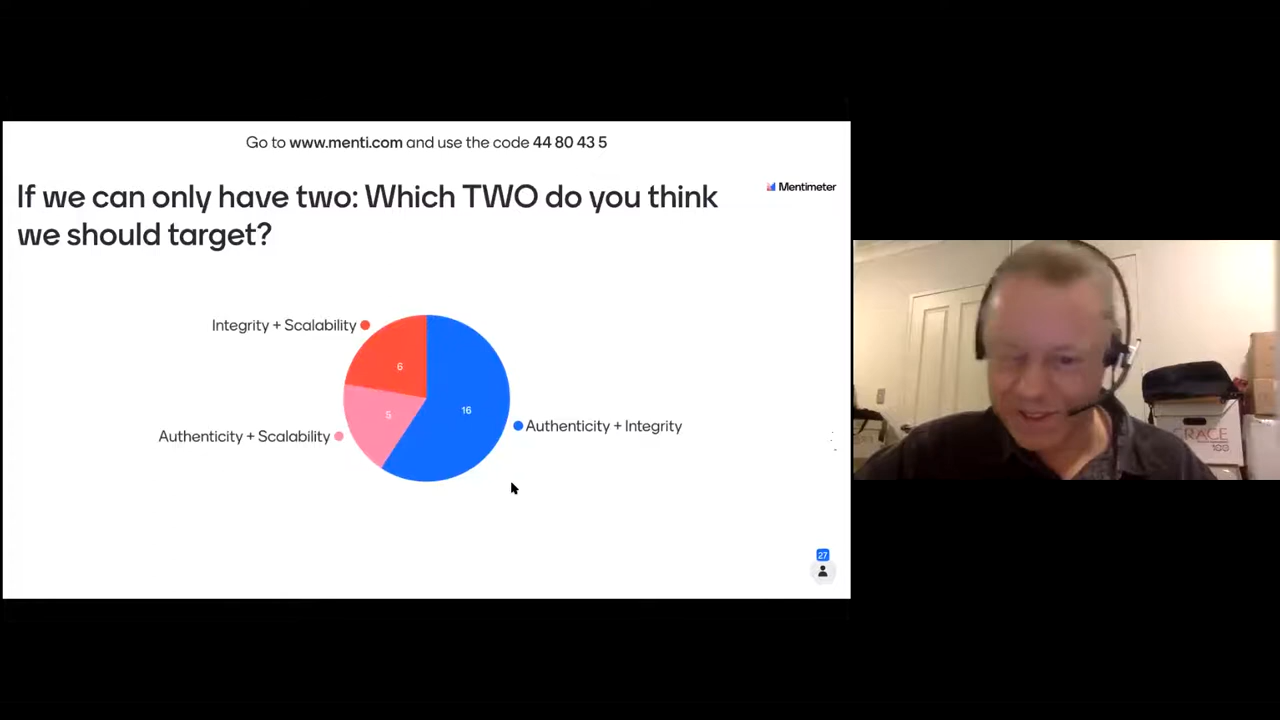 Go to www.menti.com and use the code 44 80 43 5
If we can only have two: Which TWO do you think
we should target?
Mentimeter
Integrity + Scalability
6
5
16
Authenticity + Scalability
Authenticity + Integrity
27
GRACE
108